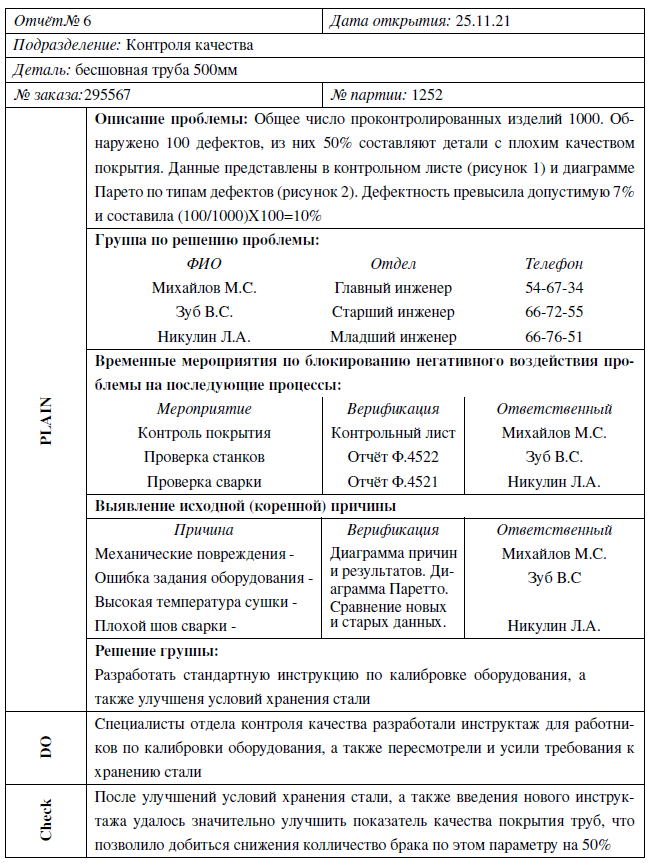 Отчёт№ 6 Дата открытия: 25.11.21
Подразделение: Контроля качества
Деталь: бесшовная труба 500мм
№ заказа:295567 № партии: 1252
PLAIN
Описание проблемы: Общее число проконтролированных изделий 1000. Об-
наружено 100 дефектов, из них 50% составляют детали с плохим качеством
покрытия. Данные представлены в контрольном листе (рисунок 1) и диаграмме
Парето по типам дефектов (рисунок 2). Дефектность превысила допустимую 7%
и составила (100/1000)X100=10%
Группа по решению проблемы:
ФИО Отдел Телефон
Михайлов М.С. Главный инженер 54-67-34
Зуб В.С. Старший инженер 66-72-55
Никулин Л.А. Младший инженер 66-76-51
Временные мероприятия по блокированию негативного воздействия про-
блемы на последующие процессы:
Мероприятие Верификация Ответственный
Контроль покрытия Контрольный лист Михайлов М.С.
Проверка станков Отчёт Ф.4522 Зуб В.С.
Проверка сварки Отчёт Ф.4521 Никулин Л.А.
Выявление исходной (коренной) причины
Причина Верификация Ответственный
Механические повреждения - Диаграмма причин Михайлов М.С.
Ошибка задания оборудования - и результатов. Ди- Зуб В.С
аграмма Паретто.
Высокая температура сушки - Сравнение новых
Плохой шов сварки - и старых данных. Никулин Л.А.
Решение группы:
Разработать стандартную инструкцию по калибровке оборудования, а
также улучшеня условий хранения стали
DO
Специалисты отдела контроля качества разработали инструктаж для работни-
ков по калибровки оборудования, а также пересмотрели и усили требования к
хранению стали
Check
После улучшений условий хранения стали, а также введения нового инструк-
тажа удалось значительно улучшить показатель качества покрытия труб, что
позволило добиться снижения колличество брака по этом параметру на 50%